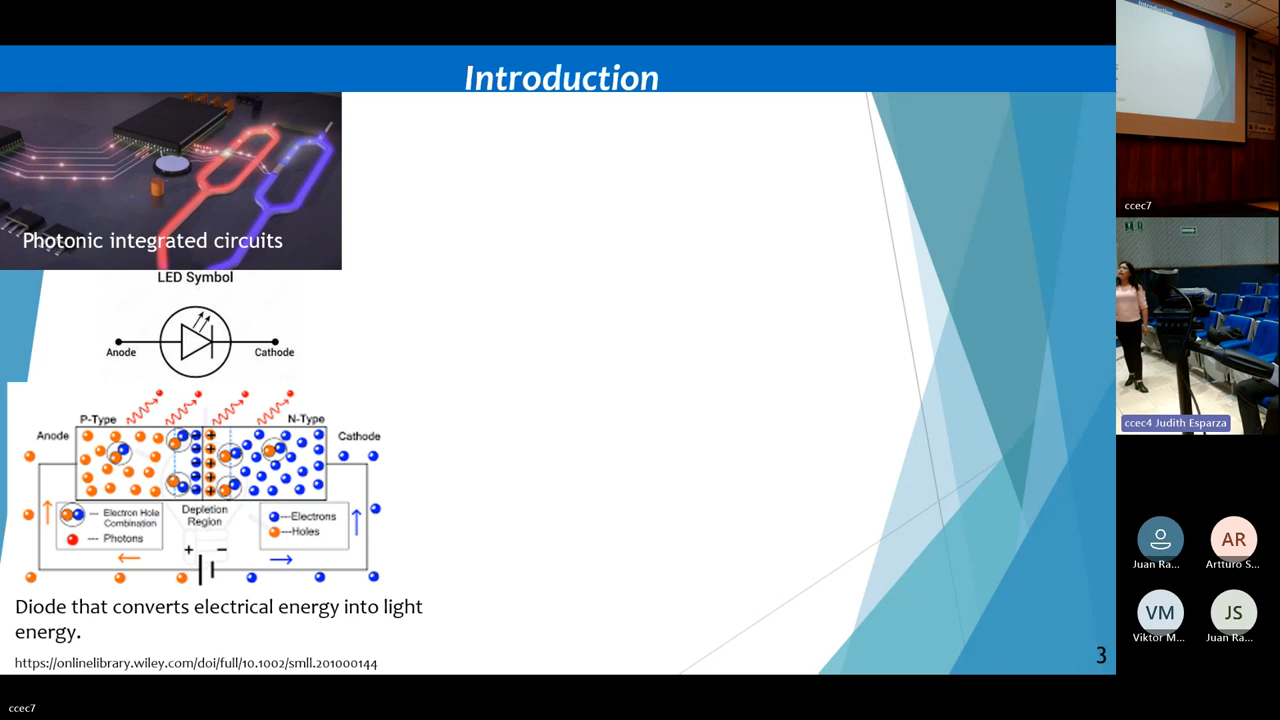 Introduction
Photonic integrated circuits
LED Symbol
Anode
Cathode
P-Type
N-Type
Anode
Cathode
Electron Hole
Combination
Photons
Depletion
Region
Electrons
Holes
+
−
Diode that converts electrical energy into light
energy.
https://onlinelibrary.wiley.com/doi/full/10.1002/smll.201000144
3
Introduction
ccec7
ccec4 Judith Esparza
AR
Juan Ra...
Artturo S...
VM
JS
Viktor M...
Juan Ra...
ccec7